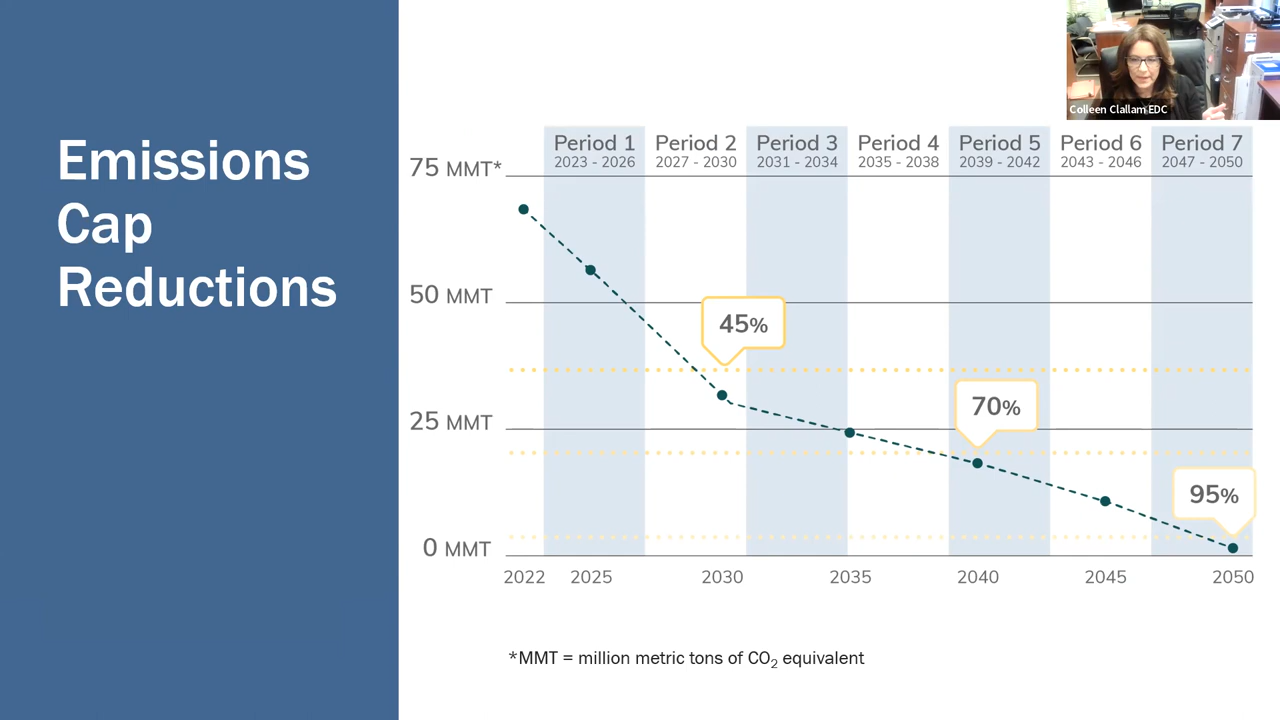 Emissions
Cap
Reductions
Colleen Clallam EDC
Period 1
2023 - 2026
Period 2
2027 - 2030
Period 3
2031 - 2034
Period 4
2035 - 2038
Period 5
2039 - 2042
Period 6
2043 - 2046
Period 7
2047 - 2050
75 MMT*
50 MMT
25 MMT
0 MMT
45%
70%
95%
2022 2025 2030 2035 2040 2045 2050
*MMT = million metric tons of CO₂ equivalent